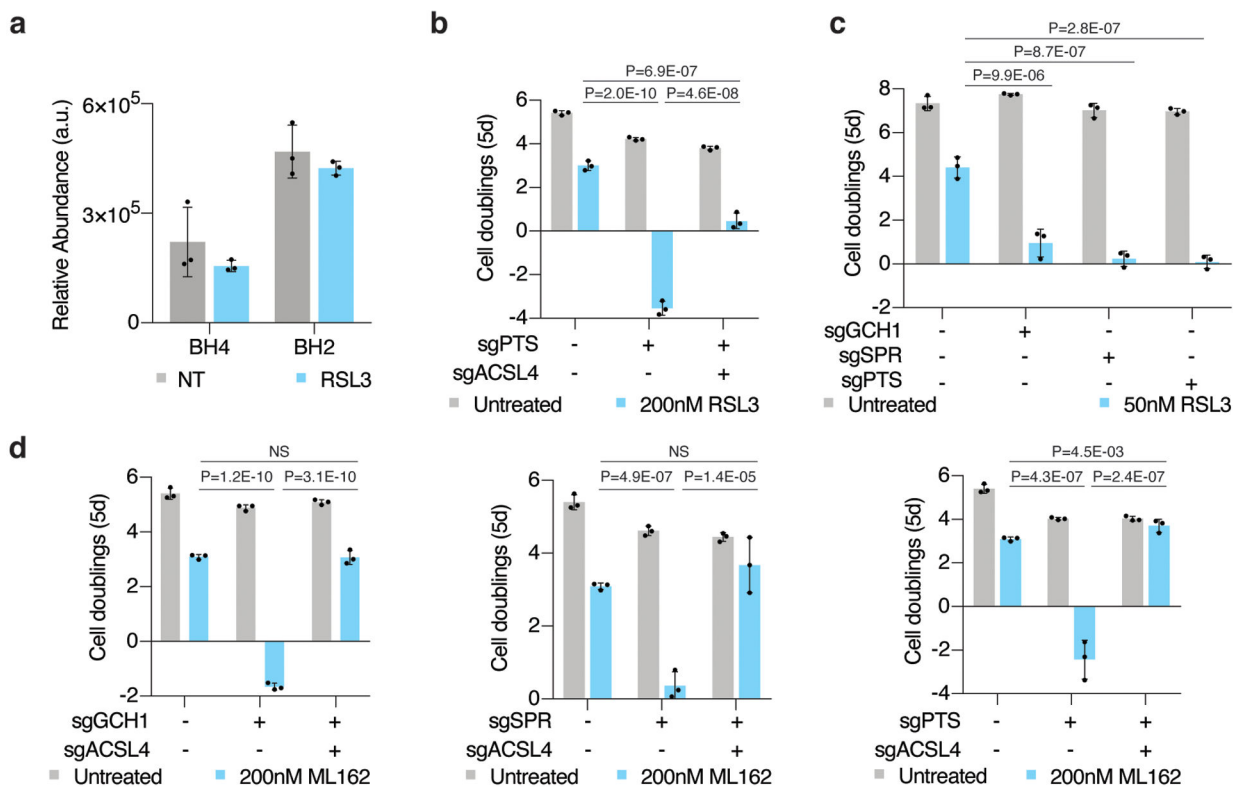 a
Relative Abundance (a.u.)
6×10⁵
3×10⁵
0
BH4 BH2
NT RSL3
b
P=6.9E-07
P=2.0E-10 P=4.6E-08
Cell doublings (5d)
6
4
2
0
-2
-4
sgPTS - + +
sgACSL4 - - +
Untreated 200nM RSL3
c
P=2.8E-07
P=8.7E-07
P=9.9E-06
Cell doublings (5d)
8
6
4
2
0
-2
sgGCH1 - + - -
sgSPR - - + -
sgPTS - - - +
Untreated 50nM RSL3
d
NS
P=1.2E-10 P=3.1E-10
Cell doublings (5d)
6
4
2
0
-2
sgGCH1 - + +
sgACSL4 - - +
Untreated 200nM ML162
NS
P=4.9E-07 P=1.4E-05
Cell doublings (5d)
6
4
2
0
sgSPR - + +
sgACSL4 - - +
Untreated 200nM ML162
P=4.5E-03
P=4.3E-07 P=2.4E-07
Cell doublings (5d)
6
4
2
0
-2
-4
sgPTS - + +
sgACSL4 - - +
Untreated 200nM ML162